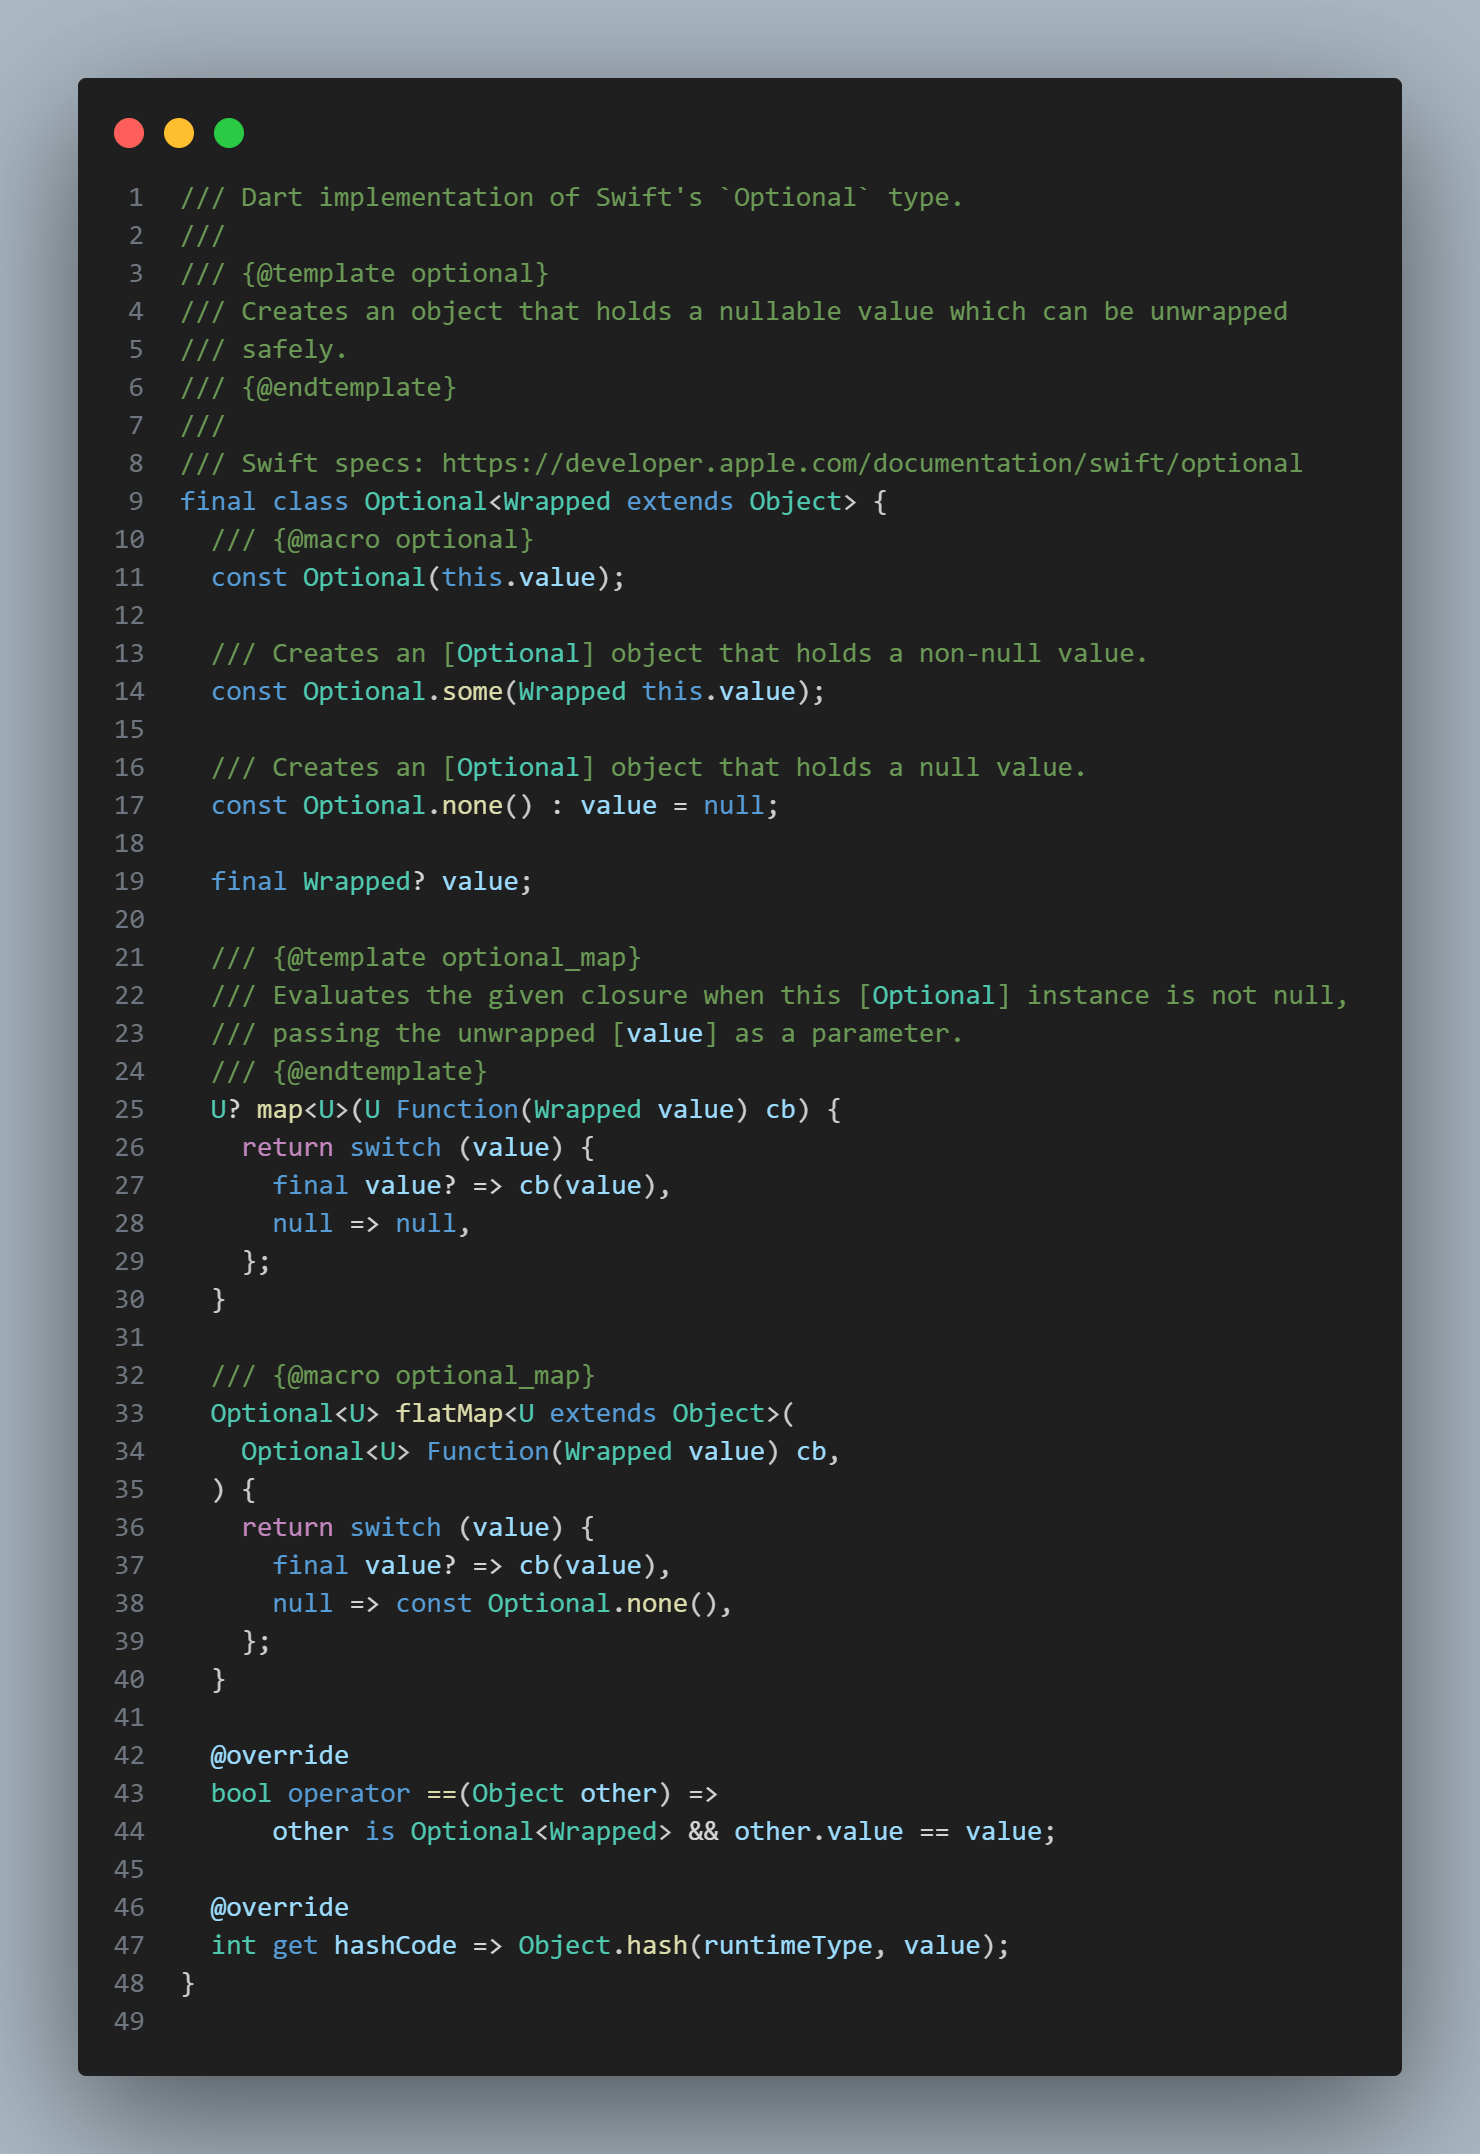 1 /// Dart implementation of Swift's `Optional` type.
2 ///
3 /// {@template optional}
4 /// Creates an object that holds a nullable value which can be unwrapped
5 /// safely.
6 /// {@endtemplate}
7 ///
8 /// Swift specs: https://developer.apple.com/documentation/swift/optional
9 final class Optional<Wrapped extends Object> {
10   /// {@macro optional}
11   const Optional(this.value);
12
13   /// Creates an [Optional] object that holds a non-null value.
14   const Optional.some(Wrapped this.value);
15
16   /// Creates an [Optional] object that holds a null value.
17   const Optional.none() : value = null;
18
19   final Wrapped? value;
20
21   /// {@template optional_map}
22   /// Evaluates the given closure when this [Optional] instance is not null,
23   /// passing the unwrapped [value] as a parameter.
24   /// {@endtemplate}
25   U? map<U>(U Function(Wrapped value) cb) {
26     return switch (value) {
27       final value? => cb(value),
28       null => null,
29     };
30   }
31
32   /// {@macro optional_map}
33   Optional<U> flatMap<U extends Object>(
34     Optional<U> Function(Wrapped value) cb,
35   ) {
36     return switch (value) {
37       final value? => cb(value),
38       null => const Optional.none(),
39     };
40   }
41
42   @override
43   bool operator ==(Object other) =>
44       other is Optional<Wrapped> && other.value == value;
45
46   @override
47   int get hashCode => Object.hash(runtimeType, value);
48 }
49